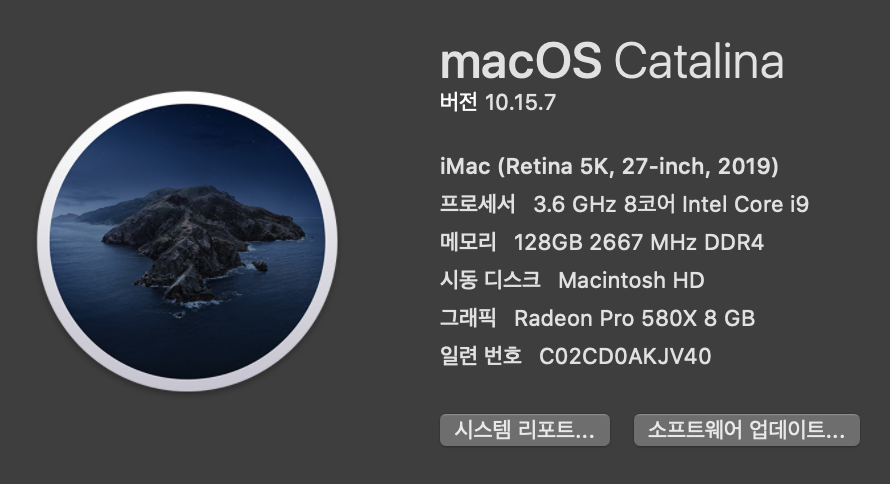 macOS Catalina
버전 10.15.7
iMac (Retina 5K, 27-inch, 2019)
프로세서 3.6 GHz 8코어 Intel Core i9
메모리 128GB 2667 MHz DDR4
시동 디스크 Macintosh HD
그래픽 Radeon Pro 580X 8 GB
일련 번호 C02CD0AKJV40
시스템 리포트...
소프트웨어 업데이트...